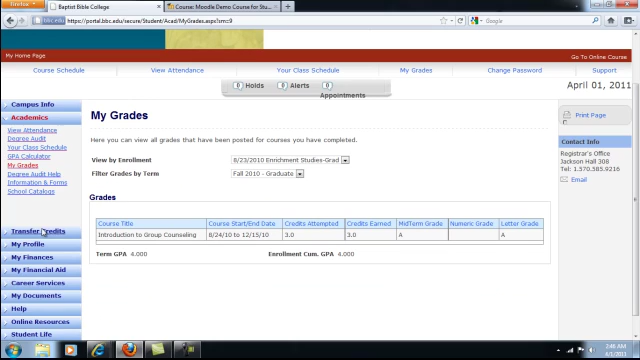 Firefox
Baptist Bible College
Course: Moodle Demo Course for Stu...
bbc.edu https://portal.bbc.edu/secure/Student/Acad/MyGrades.aspx?smc=9
Google
My Home Page
Go To Online Course
Course Schedule
View Attendance
Your Class Schedule
My Grades
Change Password
Support
0 Holds
0 Alerts
0 Appointments
April 01, 2011
Campus Info
Academics
View Attendance
Degree Audit
Your Class Schedule
GPA Calculator
My Grades
Degree Audit Help
Information & Forms
School Catalogs
Transfer Credits
My Profile
My Finances
My Financial Aid
Career Services
My Documents
Help
Online Resources
Student Life
My Grades
Here you can view all grades that have been posted for courses you have completed.
View by Enrollment 8/23/2010 Enrichment Studies-Grad
Filter Grades by Term Fall 2010 - Graduate
Grades
Course Title Course Start/End Date Credits Attempted Credits Earned MidTerm Grade Numeric Grade Letter Grade
Introduction to Group Counseling 8/24/10 to 12/15/10 3.0 3.0 A A
Term GPA 4.000 Enrollment Cum. GPA 4.000
Print Page
Contact Info
Registrar's Office
Jackson Hall 308
Tel: 1.570.585.9216
Email
2:46 AM
4/1/2011